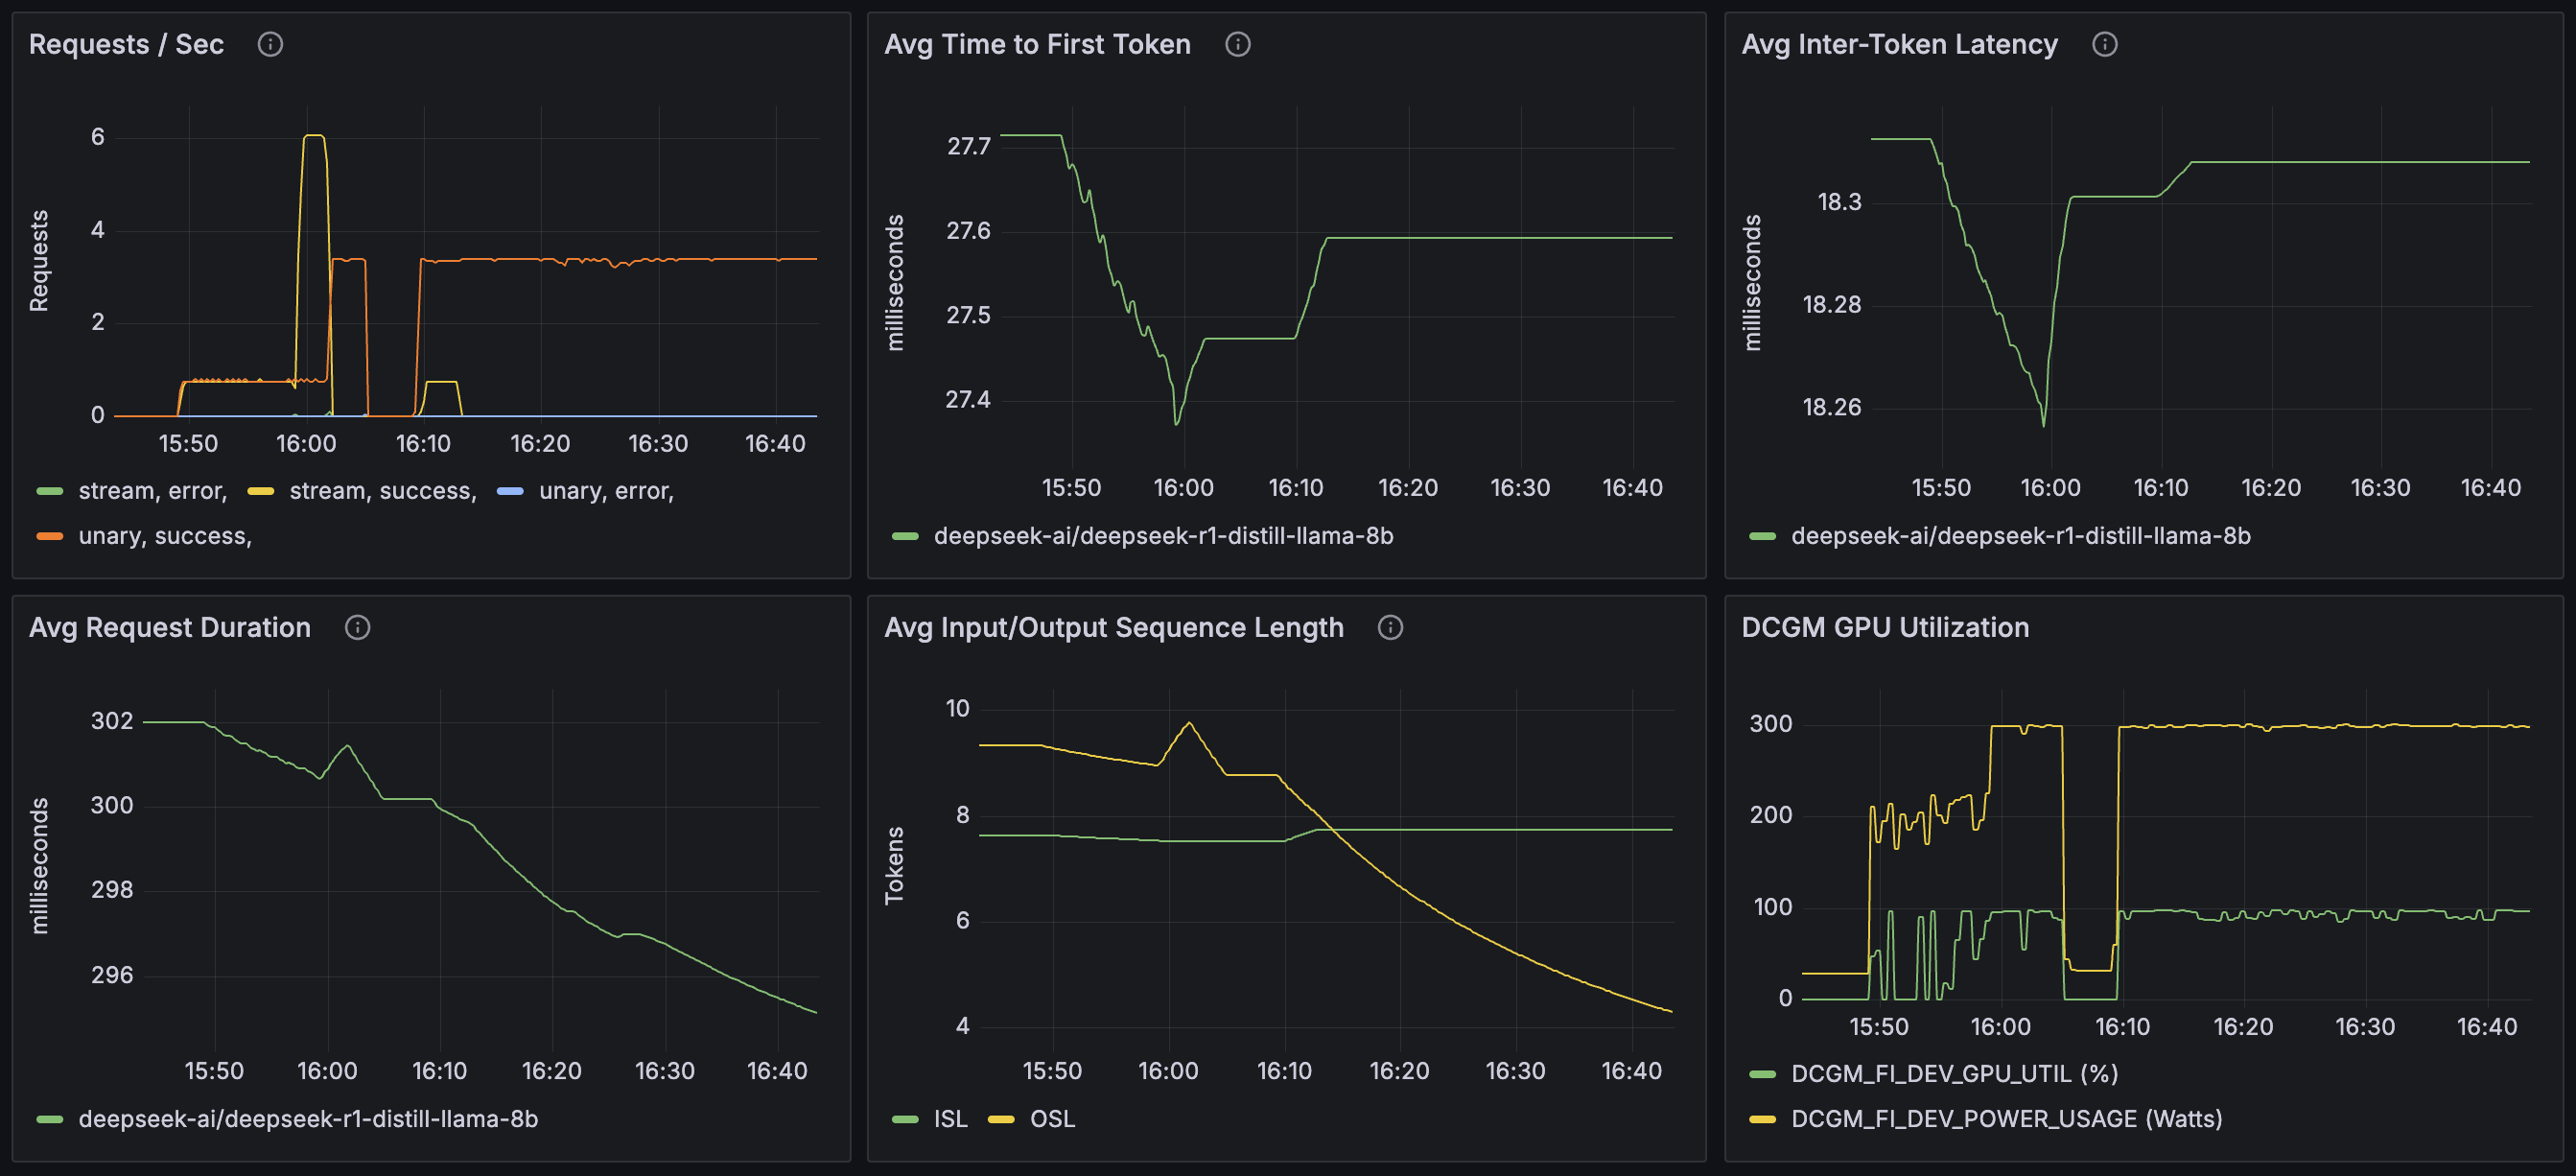 Requests / Sec
6
4
2
0
Requests
15:50 16:00 16:10 16:20 16:30 16:40
stream, error, stream, success, unary, error,
unary, success,
Avg Time to First Token
27.7
27.6
27.5
27.4
milliseconds
15:50 16:00 16:10 16:20 16:30 16:40
deepseek-ai/deepseek-r1-distill-llama-8b
Avg Inter-Token Latency
18.3
18.28
18.26
milliseconds
15:50 16:00 16:10 16:20 16:30 16:40
deepseek-ai/deepseek-r1-distill-llama-8b
Avg Request Duration
302
300
298
296
milliseconds
15:50 16:00 16:10 16:20 16:30 16:40
deepseek-ai/deepseek-r1-distill-llama-8b
Avg Input/Output Sequence Length
10
8
6
4
Tokens
15:50 16:00 16:10 16:20 16:30 16:40
ISL OSL
DCGM GPU Utilization
300
200
100
0
15:50 16:00 16:10 16:20 16:30 16:40
DCGM_FI_DEV_GPU_UTIL (%)
DCGM_FI_DEV_POWER_USAGE (Watts)